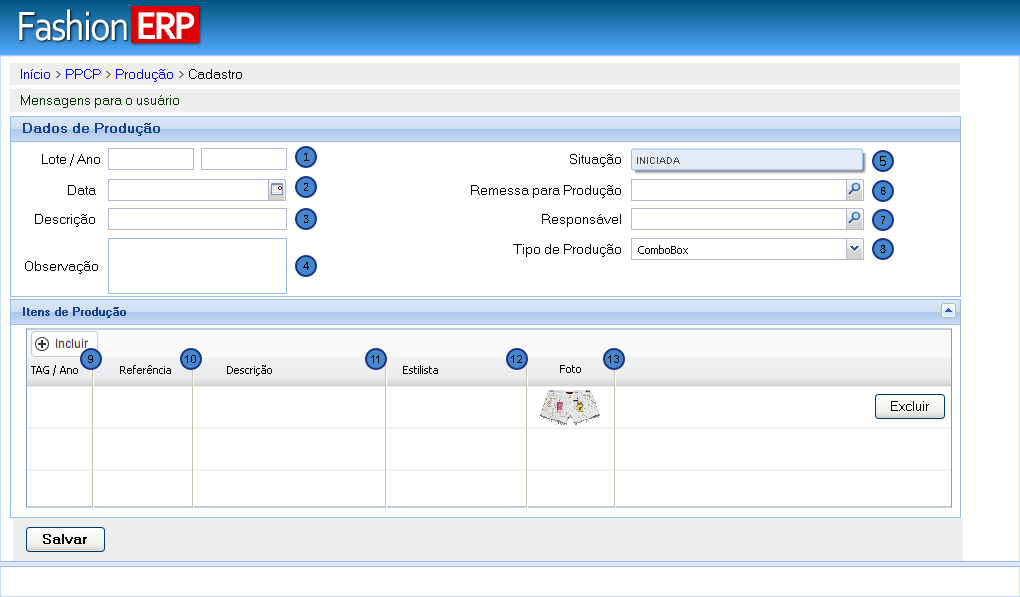 Fashion ERP
Início > PPCP > Produção > Cadastro
Mensagens para o usuário
Dados de Produção
Lote / Ano 1
Data 2
Descrição 3
Observação 4
Situação INICIADA 5
Remessa para Produção 6
Responsável 7
Tipo de Produção ComboBox 8
Itens de Produção
Incluir
9 10 11 12 13
TAG / Ano Referência Descrição Estilista Foto
Excluir
Salvar